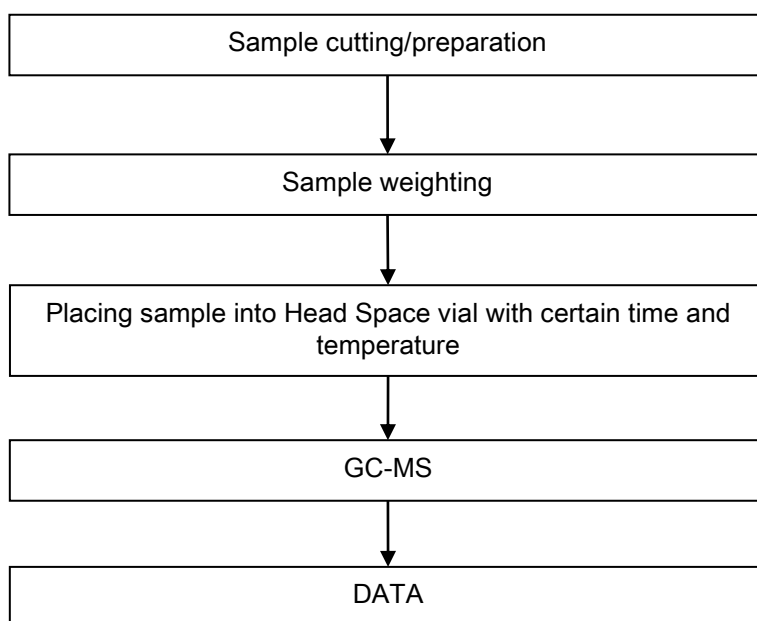 Sample cutting/preparation
Sample weighting
Placing sample into Head Space vial with certain time and
temperature
GC-MS
DATA